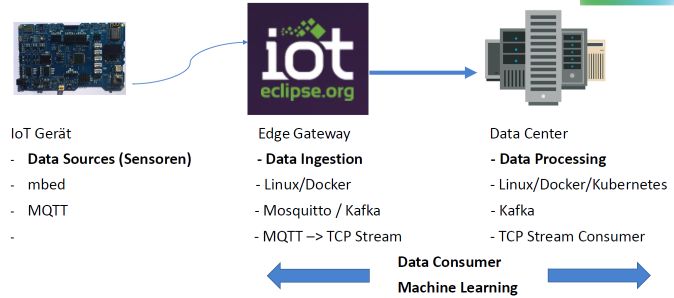 iot
eclipse.org
IoT Gerät
- Data Sources (Sensoren)
- mbed
- MQTT
-
Edge Gateway
- Data Ingestion
- Linux/Docker
- Mosquitto / Kafka
- MQTT –> TCP Stream
Data Center
- Data Processing
- Linux/Docker/Kubernetes
- Kafka
- TCP Stream Consumer
Data Consumer
Machine Learning